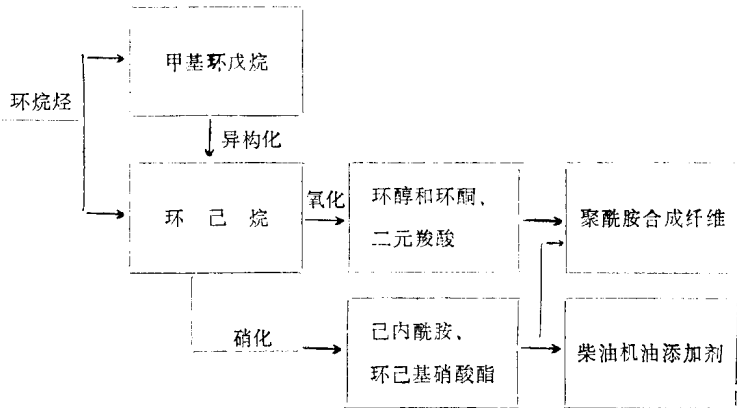 甲基环戊烷
环烷烃
异构化
环己烷
氧化
环醇和环酮、
二元羧酸
聚酰胺合成纤维
硝化
己内酰胺、
环己基硝酸酯
柴油机油添加剂